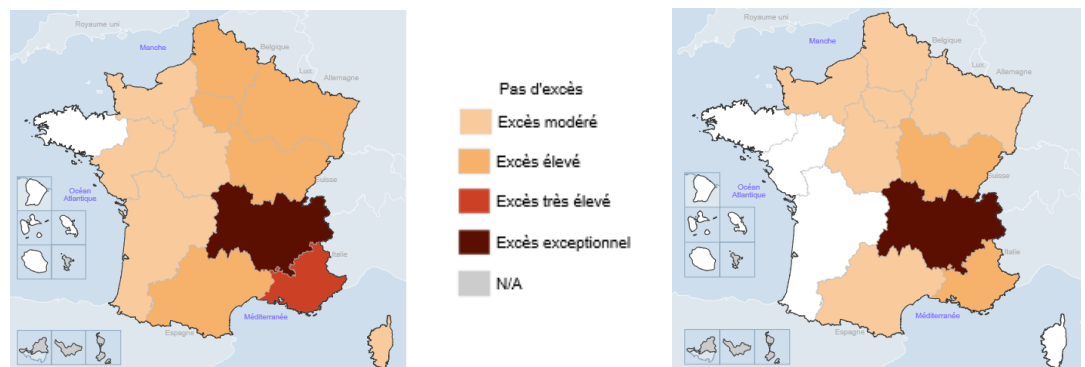 Royaume uni
Manche
Belgique
Lux.
Allemagne
Suisse
Océan
Atlantique
Italie
Méditerranée
Espagne
Pas d'excès
Excès modéré
Excès élevé
Excès très élevé
Excès exceptionnel
N/A
Royaume uni
Manche
Belgique
Lux.
Allemagne
Suisse
Océan
Atlantique
Italie
Méditerranée
Espagne